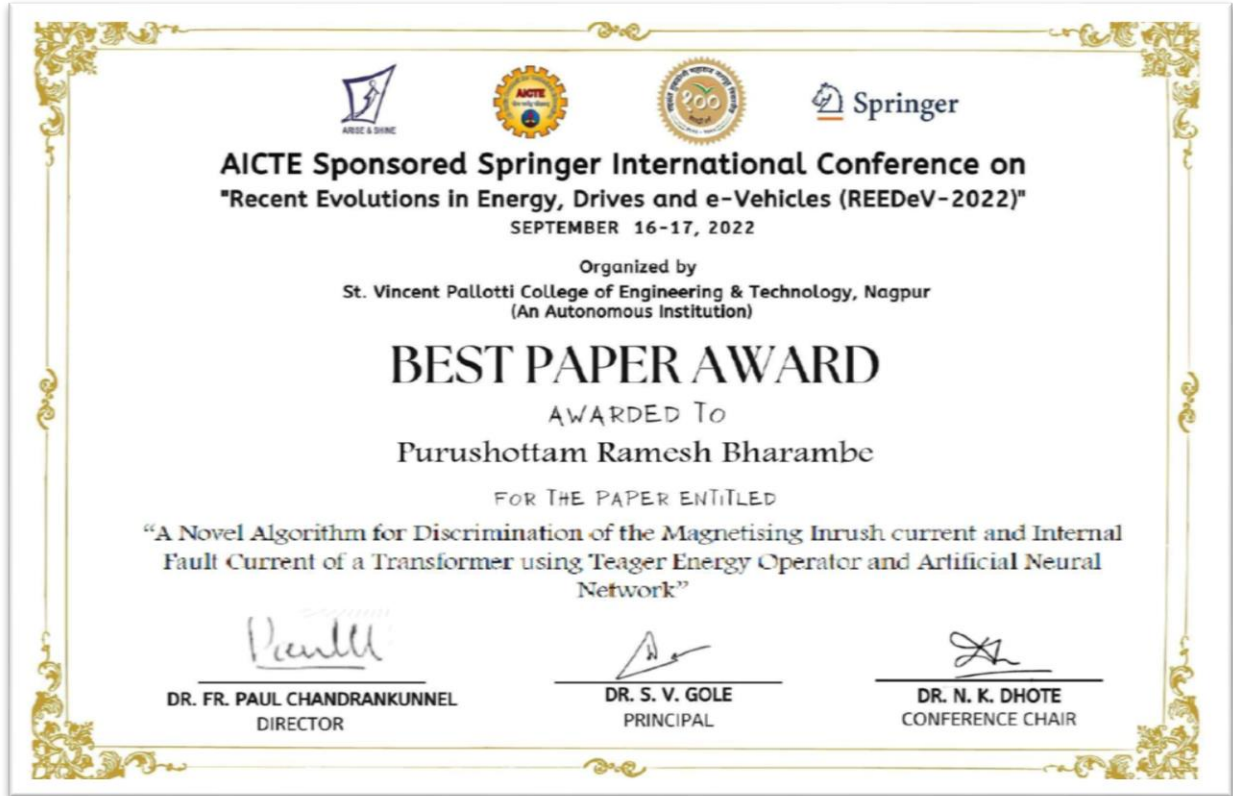 ARISE & SHINE
AICTE
१००
Springer
AICTE Sponsored Springer International Conference on
"Recent Evolutions in Energy, Drives and e-Vehicles (REEDeV-2022)"
SEPTEMBER 16-17, 2022
Organized by
St. Vincent Pallotti College of Engineering & Technology, Nagpur
(An Autonomous Institution)
BEST PAPER AWARD
AWARDED TO
Purushottam Ramesh Bharambe
FOR THE PAPER ENTITLED
“A Novel Algorithm for Discrimination of the Magnetising Inrush current and Internal
Fault Current of a Transformer using Teager Energy Operator and Artificial Neural
Network”
DR. FR. PAUL CHANDRANKUNNEL
DIRECTOR
DR. S. V. GOLE
PRINCIPAL
DR. N. K. DHOTE
CONFERENCE CHAIR